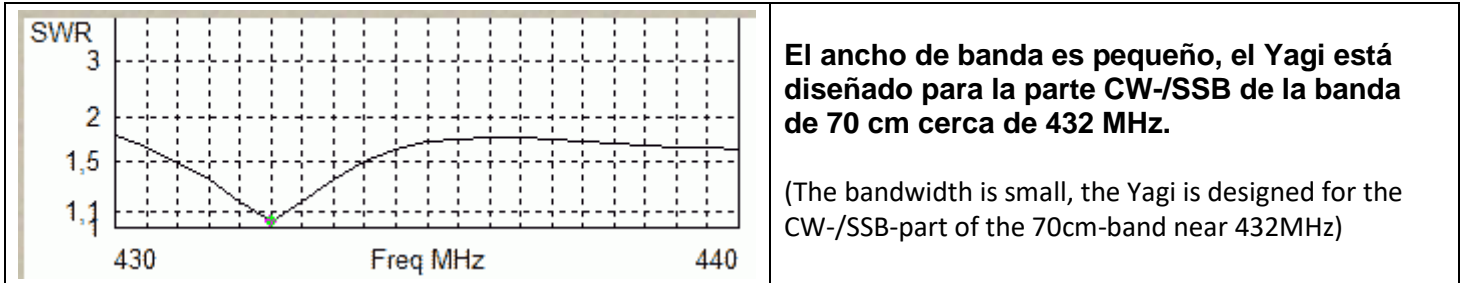 SWR
3
2
1,5
1,1
1
430 Freq MHz 440
El ancho de banda es pequeño, el Yagi está
diseñado para la parte CW-/SSB de la banda
de 70 cm cerca de 432 MHz.
(The bandwidth is small, the Yagi is designed for the
CW-/SSB-part of the 70cm-band near 432MHz)